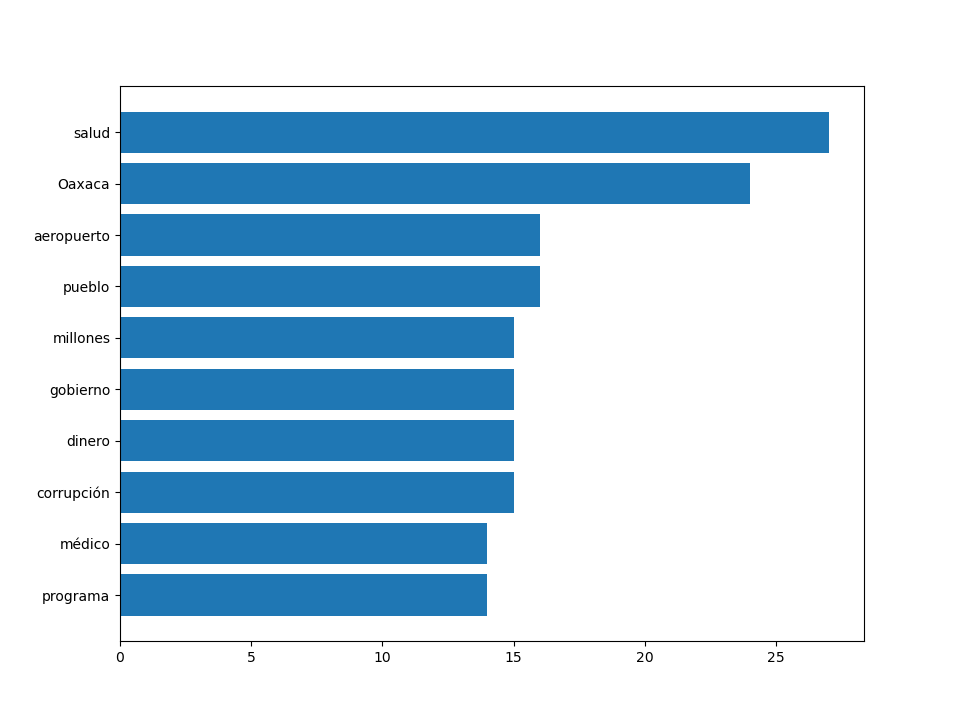 salud
Oaxaca
aeropuerto
pueblo
millones
gobierno
dinero
corrupción
médico
programa
0 5 10 15 20 25